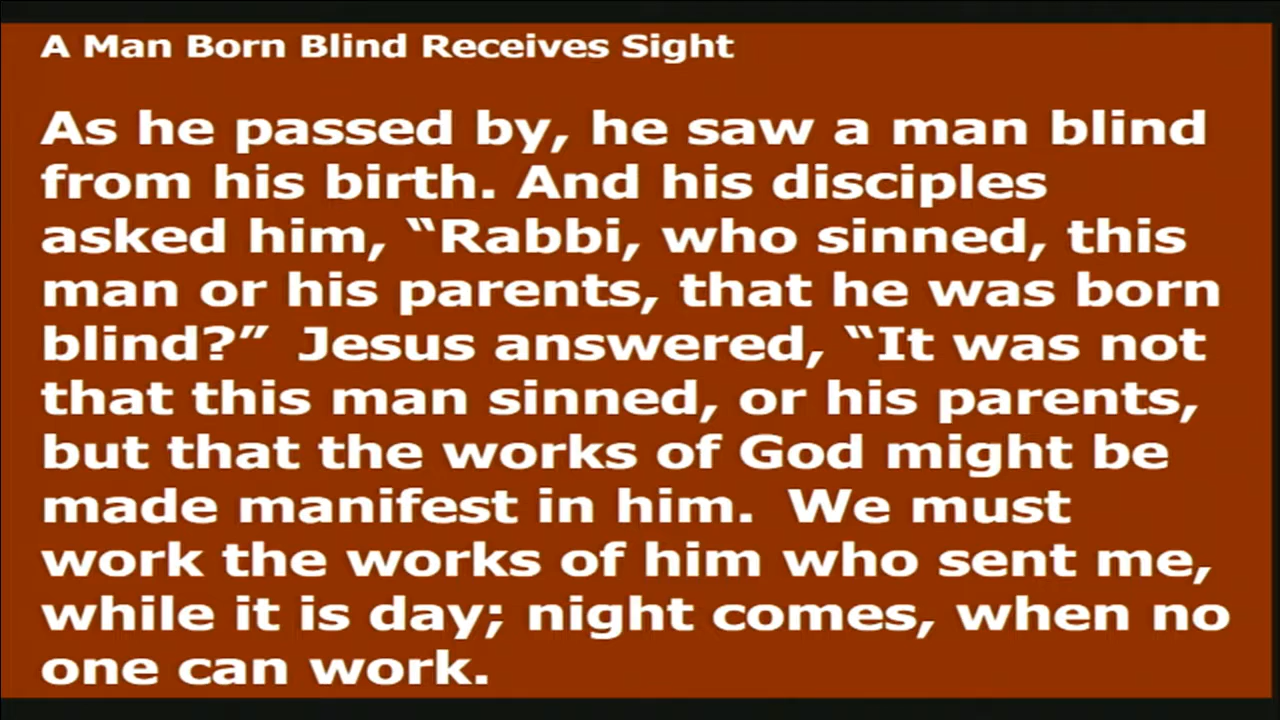 A Man Born Blind Receives Sight
As he passed by, he saw a man blind
from his birth. And his disciples
asked him, “Rabbi, who sinned, this
man or his parents, that he was born
blind?” Jesus answered, “It was not
that this man sinned, or his parents,
but that the works of God might be
made manifest in him. We must
work the works of him who sent me,
while it is day; night comes, when no
one can work.